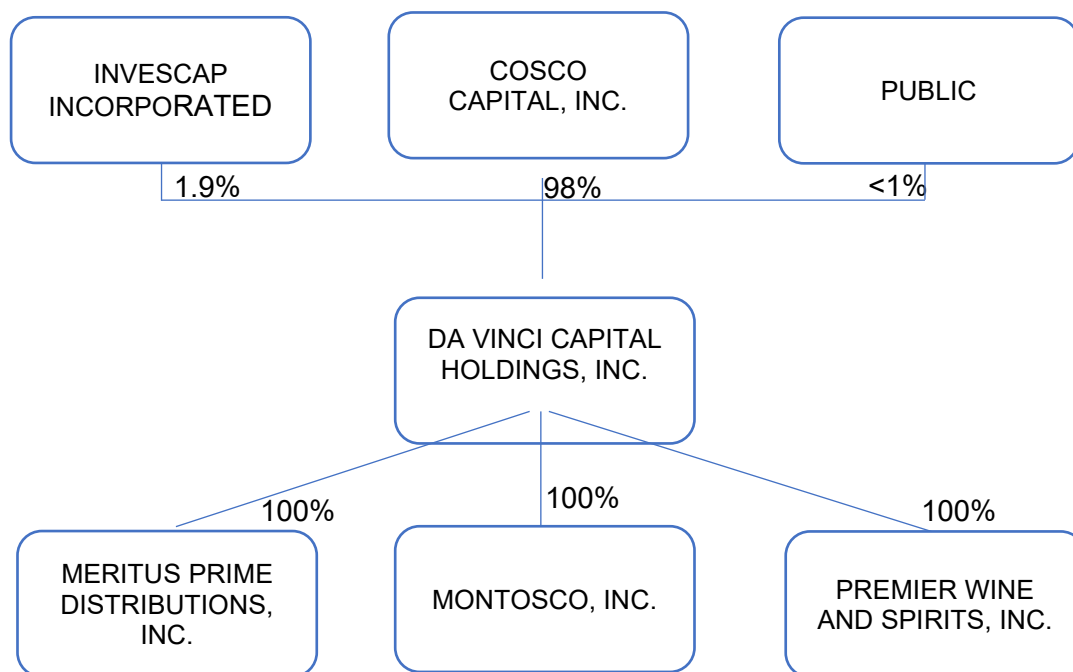 INVESCAP
INCORPORATED
COSCO
CAPITAL, INC.
PUBLIC
1.9%
98%
<1%
DA VINCI CAPITAL
HOLDINGS, INC.
100%
100%
100%
MERITUS PRIME
DISTRIBUTIONS,
INC.
MONTOSCO, INC.
PREMIER WINE
AND SPIRITS, INC.